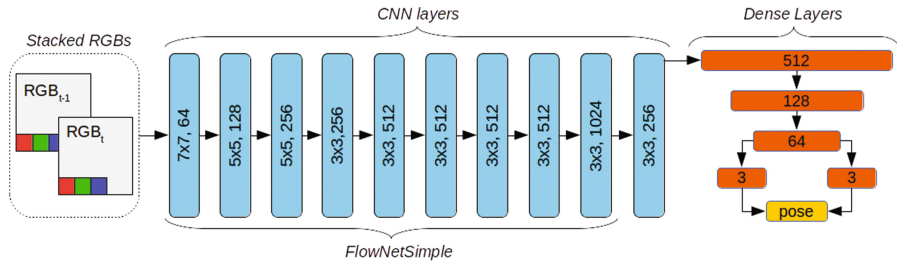 CNN layers
Dense Layers
Stacked RGBs
RGBt-1
RGBt
7x7, 64
5x5, 128
5x5, 256
3x3,256
3x3, 512
3x3, 512
3x3, 512
3x3, 512
3x3, 1024
3x3, 256
512
128
64
3
3
pose
FlowNetSimple